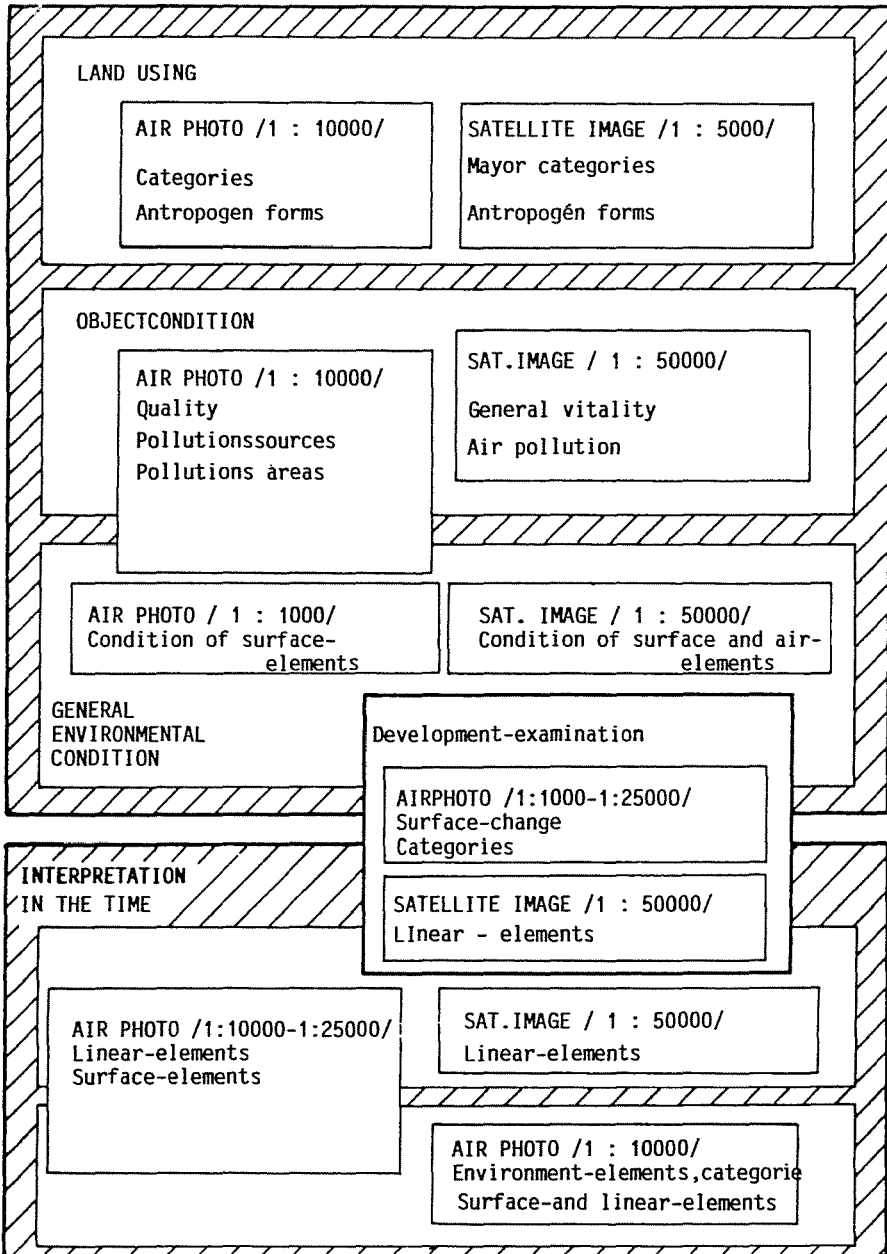 LAND USING
AIR PHOTO /1 : 10000/
Categories
Antropogen forms
SATELLITE IMAGE /1 : 5000/
Mayor categories
Antropogén forms
OBJECTCONDITION
AIR PHOTO /1 : 10000/
Quality
Pollutionssources
Pollutions àreas
SAT.IMAGE / 1 : 50000/
General vitality
Air pollution
AIR PHOTO / 1 : 1000/
Condition of surface-
elements
SAT. IMAGE / 1 : 50000/
Condition of surface and air-
elements
GENERAL
ENVIRONMENTAL
CONDITION
Development-examination
AIRPHOTO /1:1000-1:25000/
Surface-change
Categories
SATELLITE IMAGE /1 : 50000/
LInear - elements
INTERPRETATION
IN THE TIME
AIR PHOTO /1:10000-1:25000/
Linear-elements
Surface-elements
SAT.IMAGE / 1 : 50000/
Linear-elements
AIR PHOTO /1 : 10000/
Environment-elements,categorie
Surface-and linear-elements